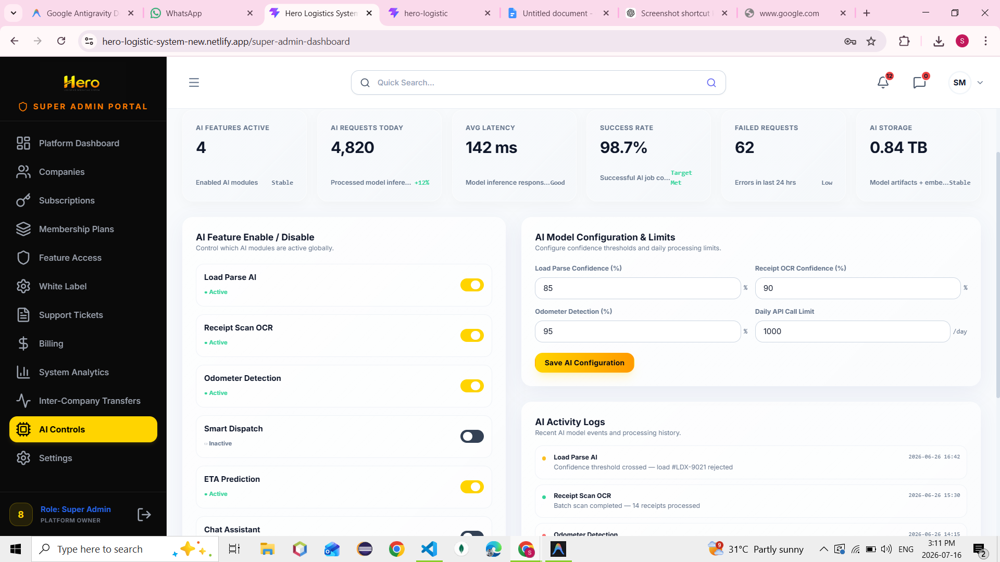 Google Antigravity D
WhatsApp
Hero Logistics System
hero-logistic
Untitled document -
Screenshot shortcut
www.google.com
hero-logistic-system-new.netlify.app/super-admin-dashboard
S
Hero
SUPER ADMIN PORTAL
Platform Dashboard
Companies
Subscriptions
Membership Plans
Feature Access
White Label
Support Tickets
Billing
System Analytics
Inter-Company Transfers
AI Controls
Settings
8
Role: Super Admin
PLATFORM OWNER
Quick Search...
12
0
SM
AI FEATURES ACTIVE
4
Enabled AI modules Stable
AI REQUESTS TODAY
4,820
Processed model infere... +12%
AVG LATENCY
142 ms
Model inference respons... Good
SUCCESS RATE
98.7%
Successful AI job co... Target Met
FAILED REQUESTS
62
Errors in last 24 hrs Low
AI STORAGE
0.84 TB
Model artifacts + embe... Stable
AI Feature Enable / Disable
Control which AI modules are active globally.
Load Parse AI
• Active
Receipt Scan OCR
• Active
Odometer Detection
• Active
Smart Dispatch
Inactive
ETA Prediction
• Active
Chat Assistant
AI Model Configuration & Limits
Configure confidence thresholds and daily processing limits.
Load Parse Confidence (%)
85 %
Receipt OCR Confidence (%)
90 %
Odometer Detection (%)
95 %
Daily API Call Limit
1000 /day
Save AI Configuration
AI Activity Logs
Recent AI model events and processing history.
Load Parse AI 2026-06-26 16:42
Confidence threshold crossed — load #LDX-9021 rejected
Receipt Scan OCR 2026-06-26 15:30
Batch scan completed — 14 receipts processed
Odometer Detection 2026-06-26 14:15
Type here to search
9
31°C Partly sunny
ENG
3:11 PM
2026-07-16
2